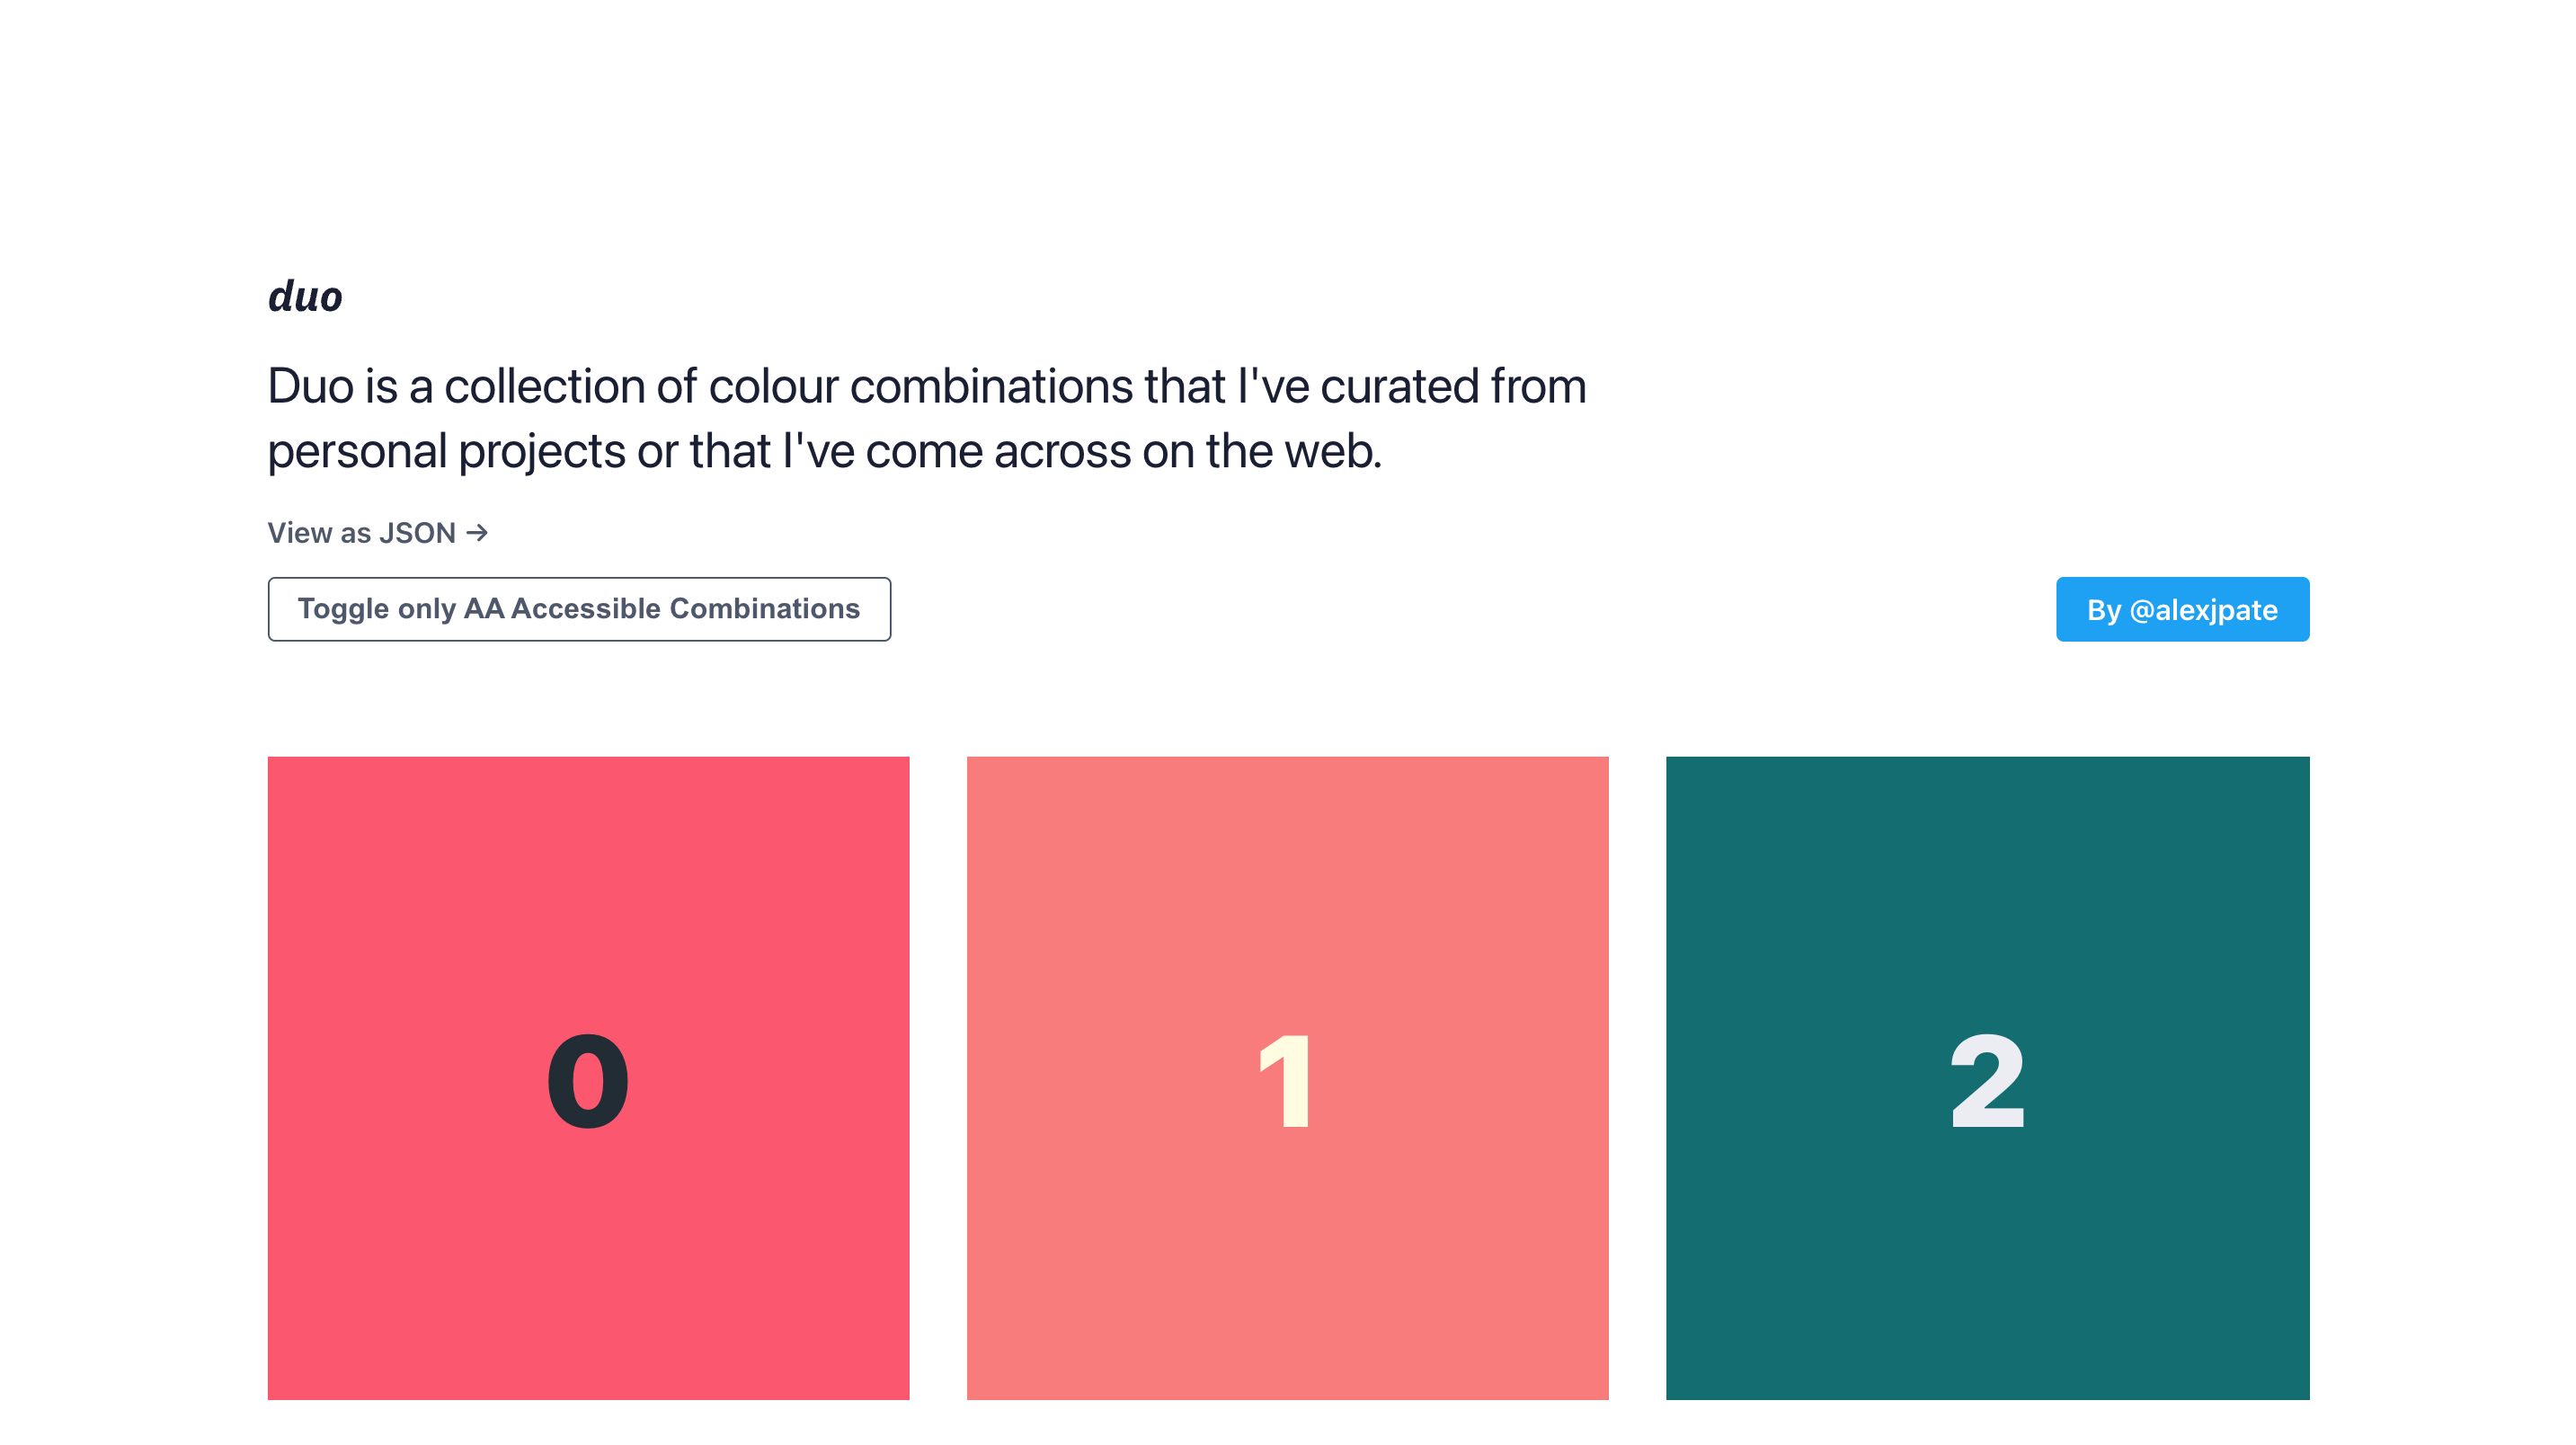 duo
Duo is a collection of colour combinations that I've curated from
personal projects or that I've come across on the web.
View as JSON →
Toggle only AA Accessible Combinations
By @alexjpate
0
1
2